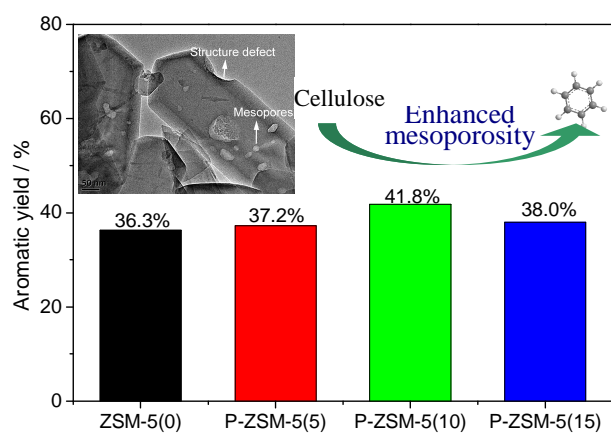 80
60
40
20
0
Aromatic yield / %
Structure defect
Mesopores
50 nm
Cellulose
Enhanced
mesoporosity
36.3%
37.2%
41.8%
38.0%
ZSM-5(0)
P-ZSM-5(5)
P-ZSM-5(10)
P-ZSM-5(15)